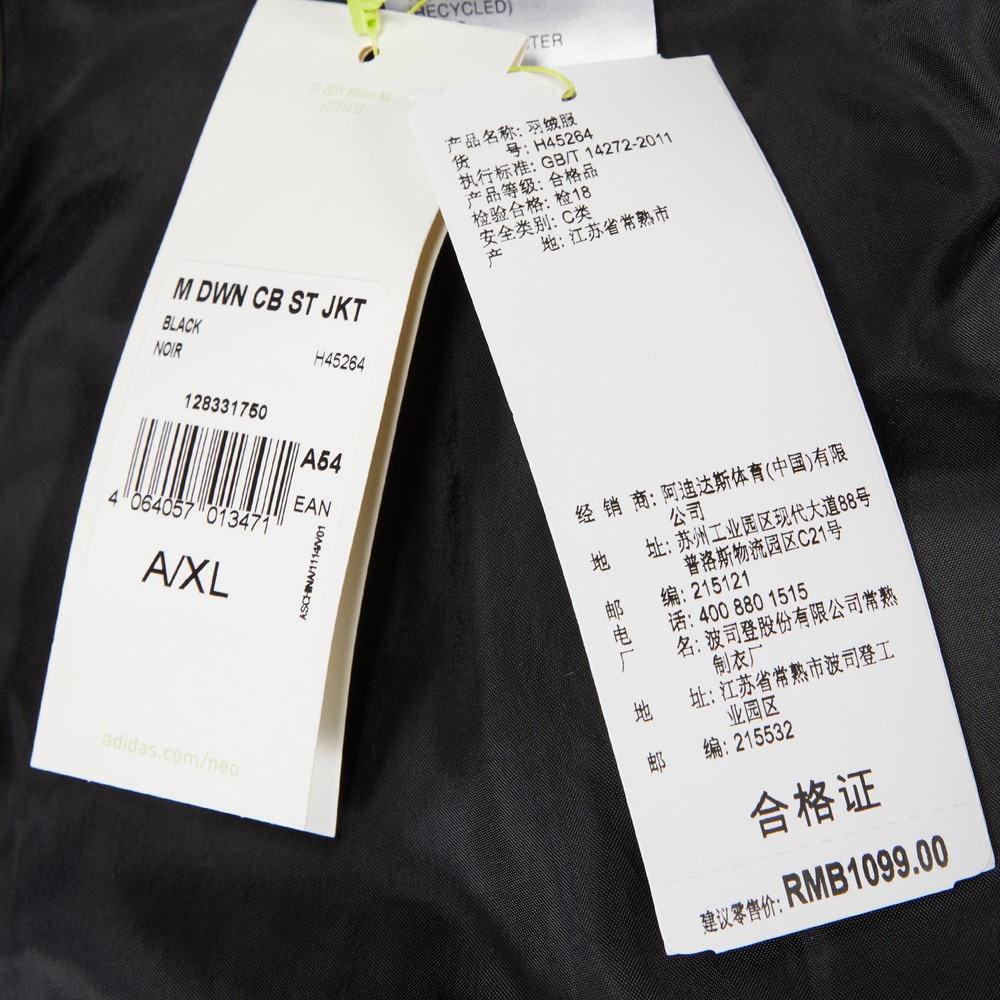 RECYCLED)
© 2019 adidas AG
62721432
M DWN CB ST JKT
BLACK
NOIR
H45264
128331750
A54
4 064057 013471
EAN
A/XL
ASCHINA/1114/V01
adidas.com/neo
产品名称: 羽绒服
货 号: H45264
执行标准: GB/T 14272-2011
产品等级: 合格品
检验合格: 检18
安全类别: C类
产 地: 江苏省常熟市
经 销 商: 阿迪达斯体育(中国)有限
公司
地 址: 苏州工业园区现代大道88号
普洛斯物流园区C21号
邮 编: 215121
电 话: 400 880 1515
厂 名: 波司登股份有限公司常熟
制衣厂
地 址: 江苏省常熟市波司登工
业园区
邮 编: 215532
合格证
建议零售价: RMB1099.00